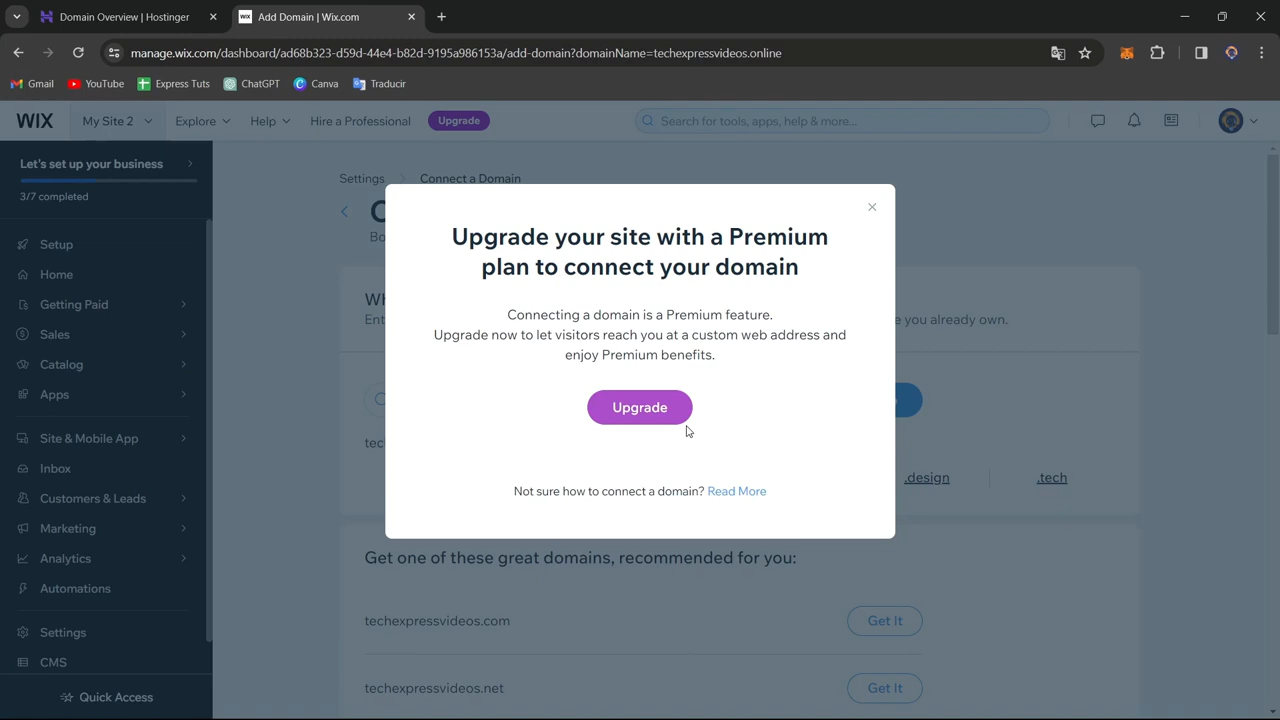 Domain Overview | Hostinger
WIX
Add Domain | Wix.com
manage.wix.com/dashboard/ad68b323-d59d-44e4-b82d-9195a986153a/add-domain?domainName=techexpressvideos.online
Gmail
YouTube
Express Tuts
ChatGPT
Canva
Traducir
WIX
My Site 2
Explore
Help
Hire a Professional
Upgrade
Search for tools, apps, help & more...
Let's set up your business
3/7 completed
Setup
Home
Getting Paid
Sales
Catalog
Apps
Site & Mobile App
Inbox
Customers & Leads
Marketing
Analytics
Automations
Settings
CMS
Quick Access
Settings
Connect a Domain
Upgrade your site with a Premium
plan to connect your domain
Connecting a domain is a Premium feature.
Upgrade now to let visitors reach you at a custom web address and
enjoy Premium benefits.
Upgrade
Not sure how to connect a domain? Read More
e you already own.
.design
.tech
Get one of these great domains, recommended for you:
techexpressvideos.com
Get It
techexpressvideos.net
Get It